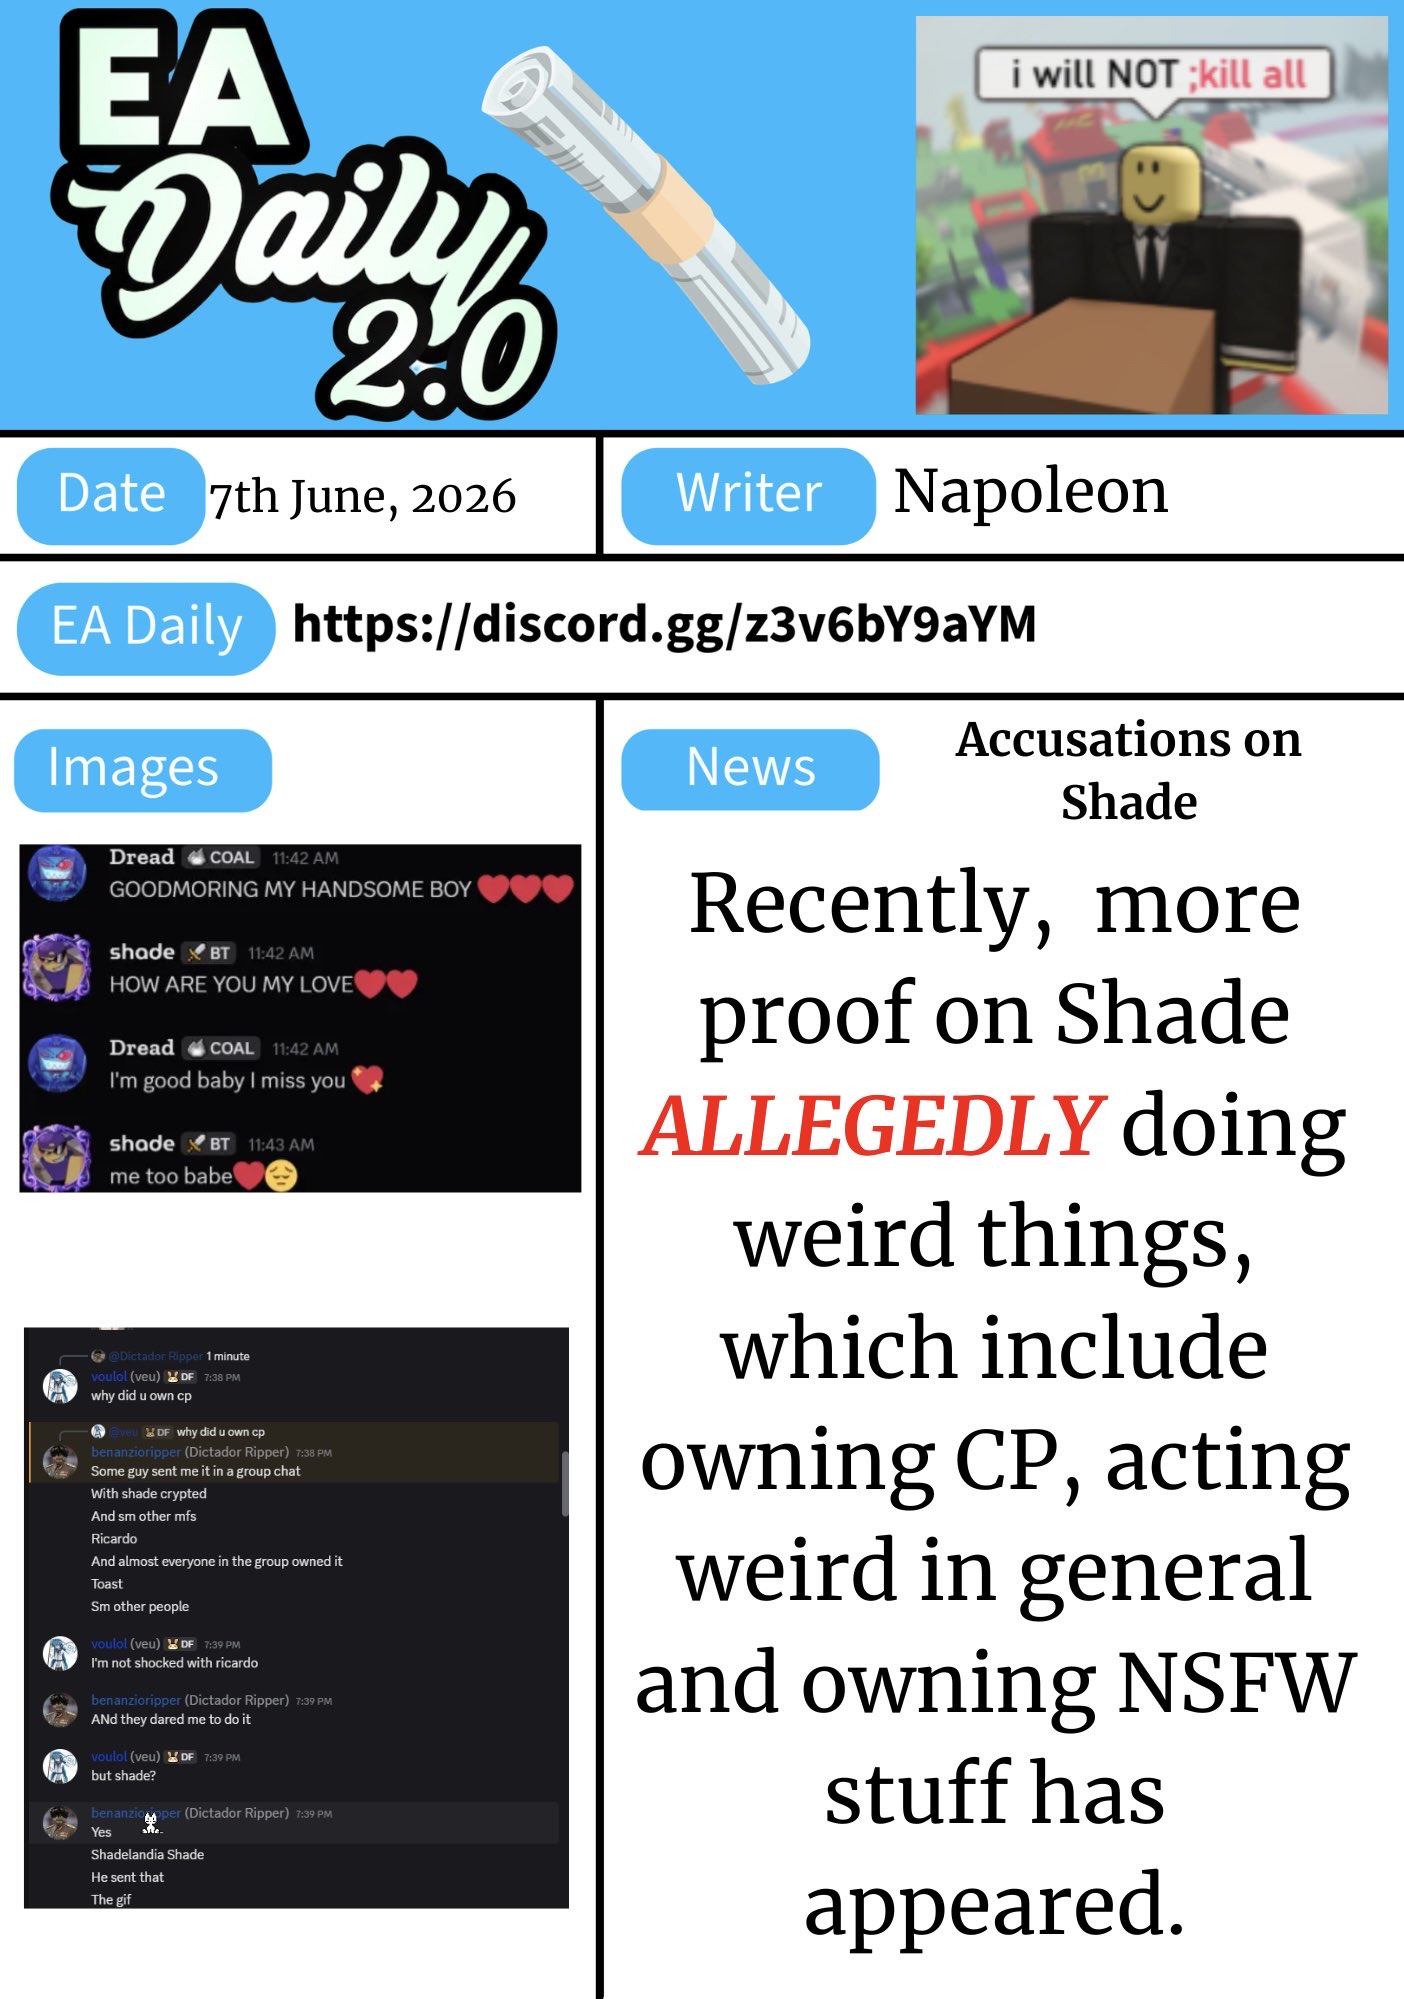 EA
Daily
2.0
i will NOT ;kill all
Date
7th June, 2026
Writer
Napoleon
EA Daily
https://discord.gg/z3v6bY9aYM
Images
Dread COAL 11:42 AM
GOODMORING MY HANDSOME BOY ❤️❤️❤️
shade BT 11:42 AM
HOW ARE YOU MY LOVE❤️❤️
Dread COAL 11:42 AM
I'm good baby I miss you 💖
shade BT 11:43 AM
me too babe❤️😔
@Dictador Ripper 1 minute
voulol (veu) DF 7:38 PM
why did u own cp
@veu DF why did u own cp
benanzioripper (Dictador Ripper) 7:38 PM
Some guy sent me it in a group chat
With shade crypted
And sm other mfs
Ricardo
And almost everyone in the group owned it
Toast
Sm other people
voulol (veu) DF 7:39 PM
I'm not shocked with ricardo
benanzioripper (Dictador Ripper) 7:39 PM
ANd they dared me to do it
voulol (veu) DF 7:39 PM
but shade?
benanzioripper (Dictador Ripper) 7:39 PM
Yes
Shadelandia Shade
He sent that
The gif
News
Accusations on
Shade
Recently, more
proof on Shade
ALLEGEDLY doing
weird things,
which include
owning CP, acting
weird in general
and owning NSFW
stuff has
appeared.